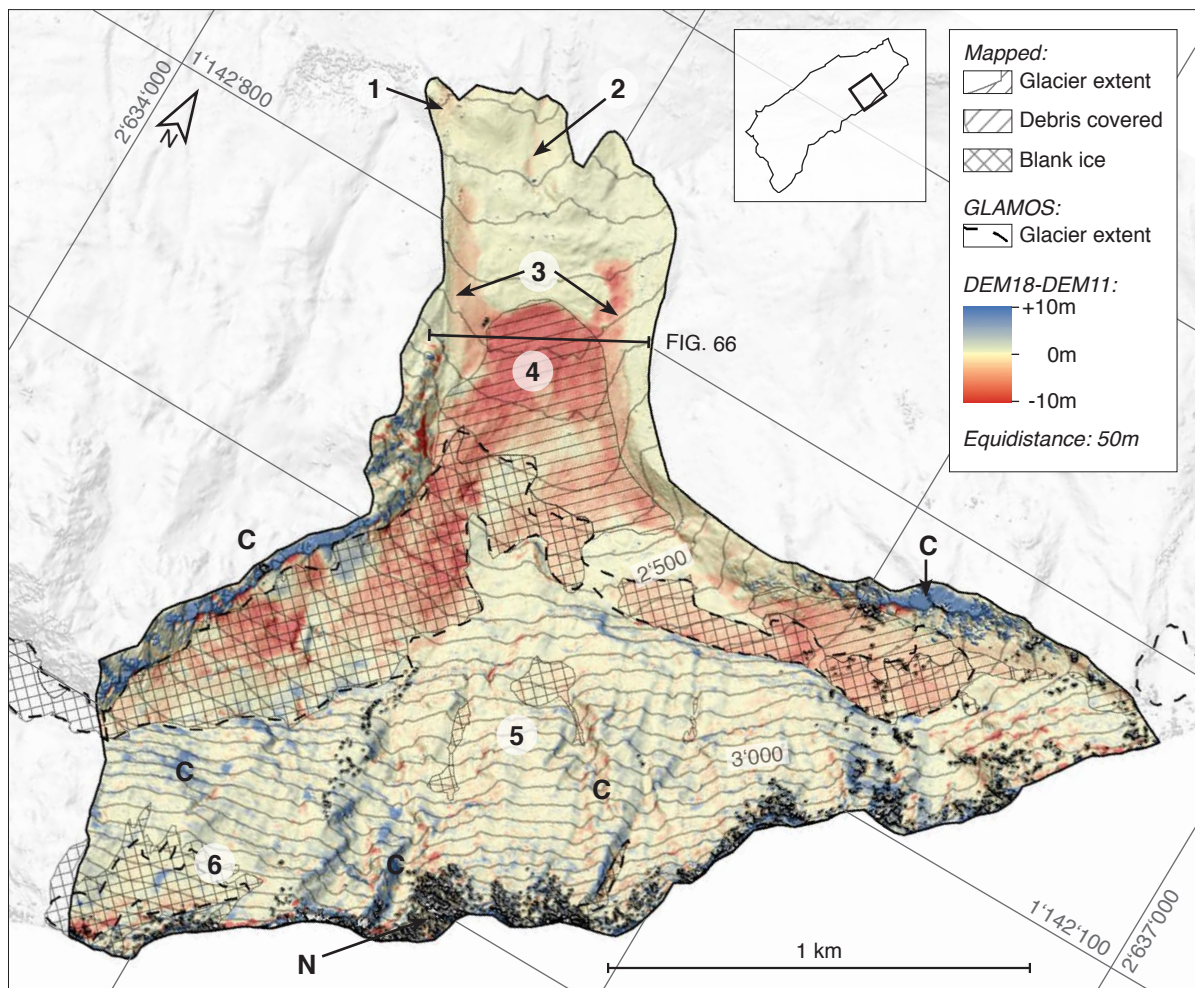 2'634'000
1'142'800
N
1
2
3
FIG. 66
4
C
C
2'500
5
C
3'000
C
6
C
N
1 km
1'142'100
2'637'000
Mapped:
Glacier extent
Debris covered
Blank ice
GLAMOS:
Glacier extent
DEM18-DEM11:
+10m
0m
-10m
Equidistance: 50m